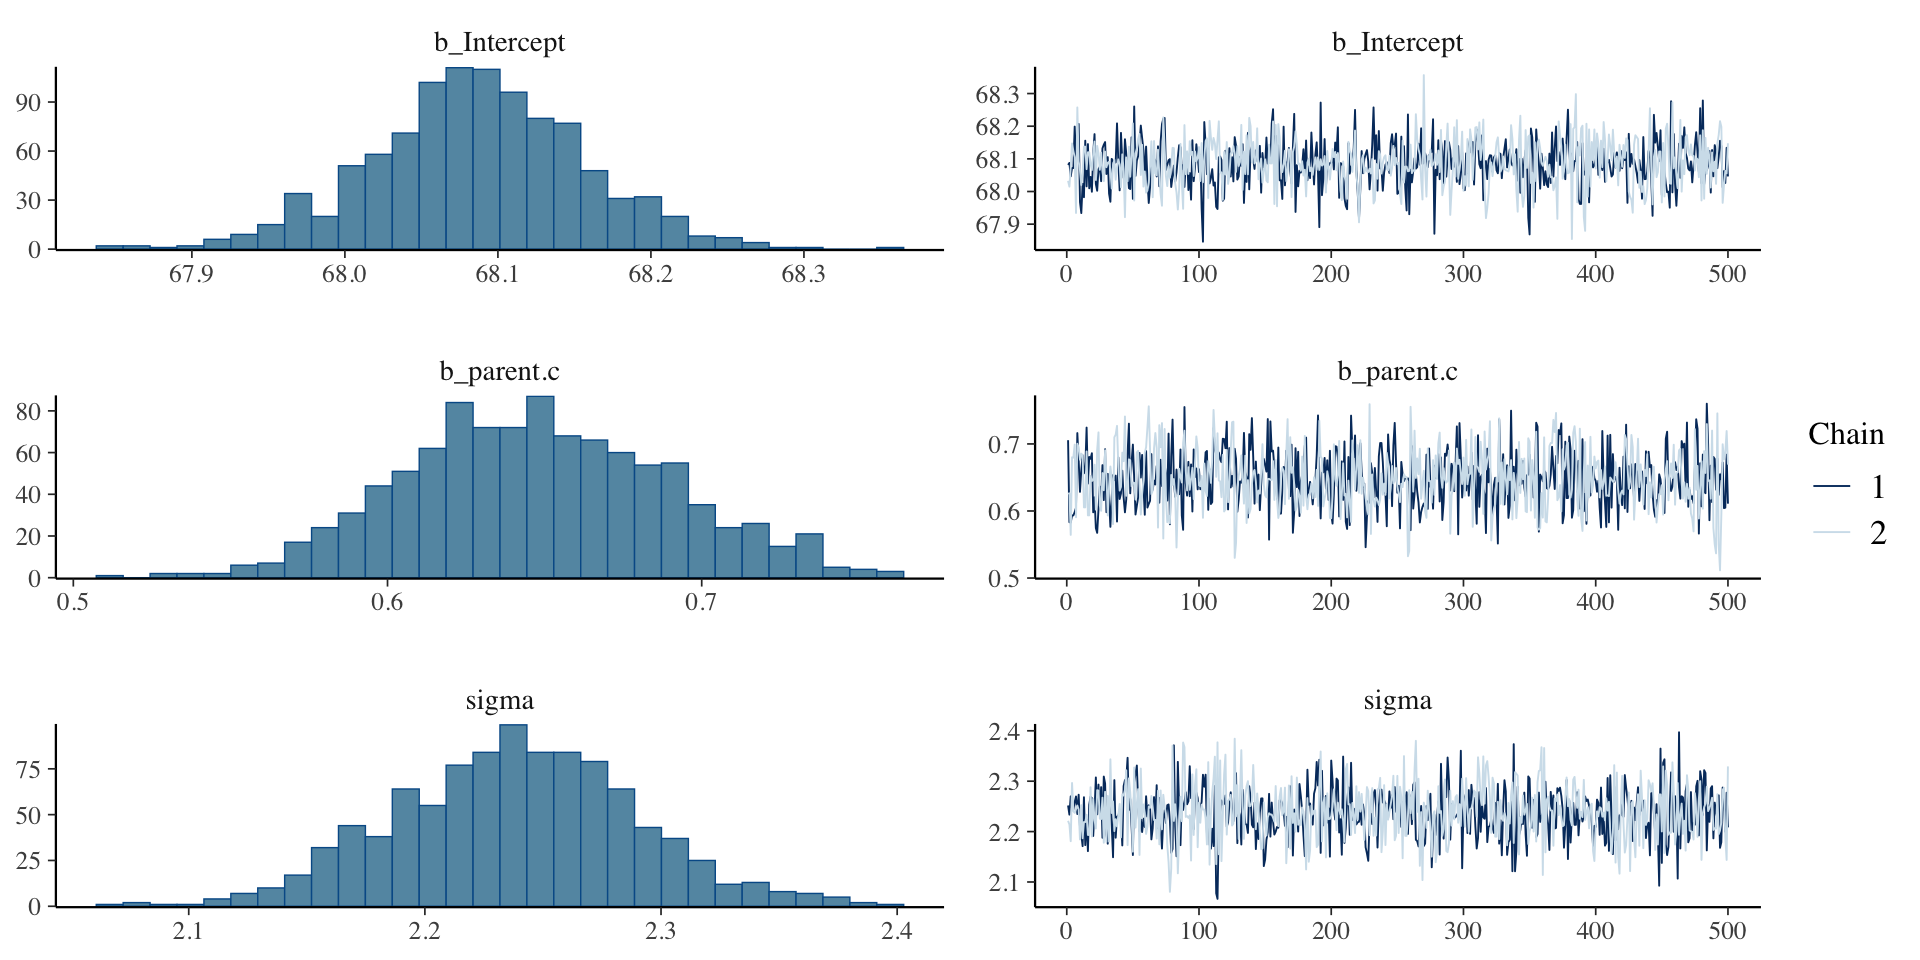 b_Intercept
90
60
30
0
67.9 68.0 68.1 68.2 68.3
b_Intercept
68.3
68.2
68.1
68.0
67.9
0 100 200 300 400 500
b_parent.c
80
60
40
20
0
0.5 0.6 0.7
b_parent.c
0.7
0.6
0.5
0 100 200 300 400 500
Chain
1
2
sigma
75
50
25
0
2.1 2.2 2.3 2.4
sigma
2.4
2.3
2.2
2.1
0 100 200 300 400 500